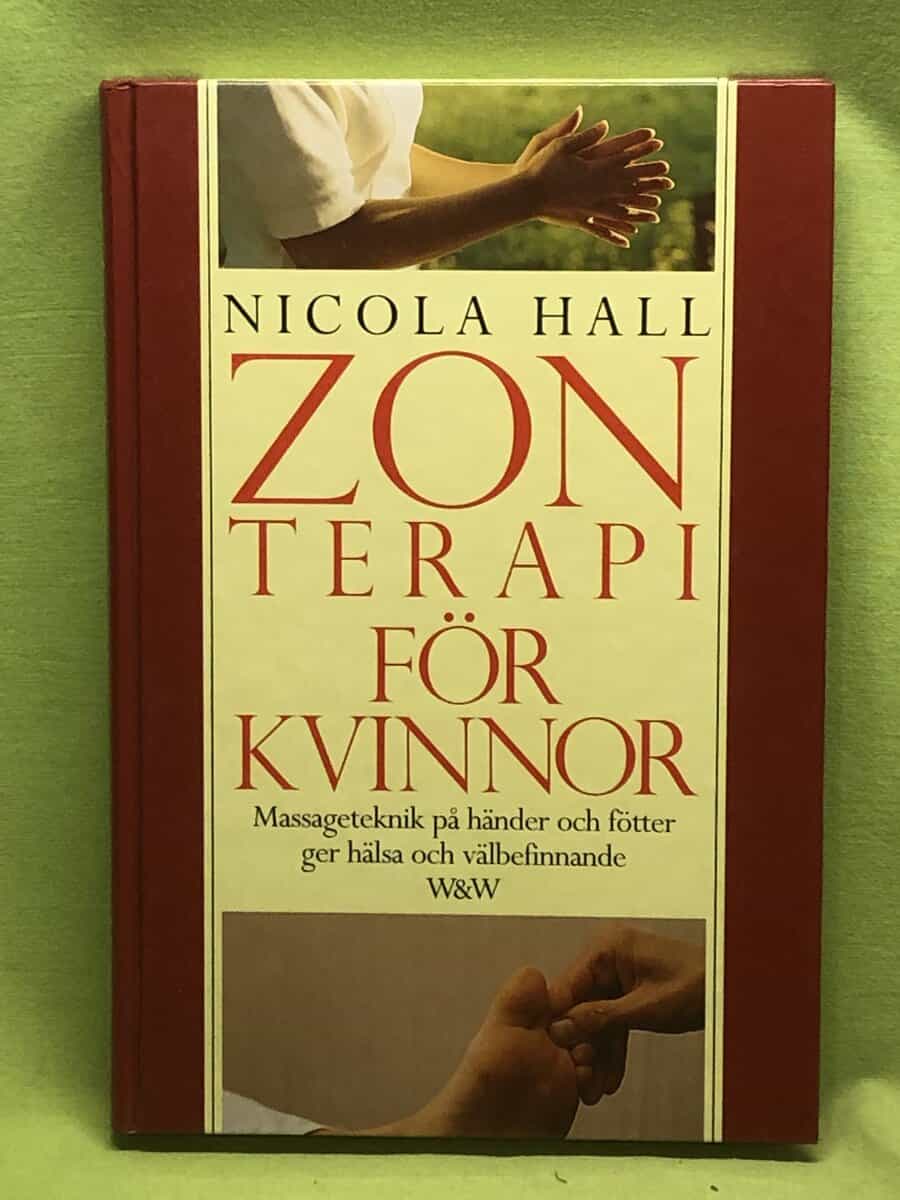 NICOLA HALL
ZON
TERAPI
FÖR
KVINNOR
Massageteknik på händer och fötter
ger hälsa och välbefinnande
W&W